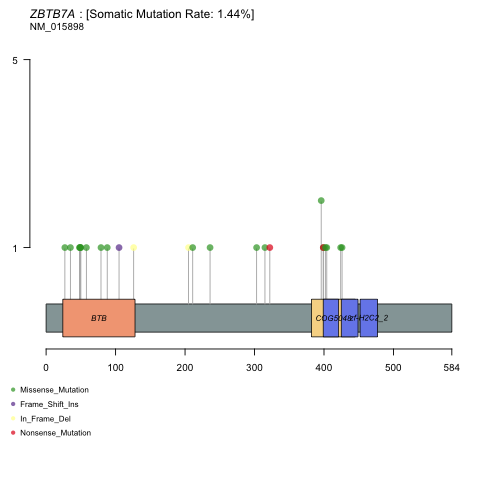 ZBTB7A : [Somatic Mutation Rate: 1.44%]
NM_015898
5
1
BTB
COG5048
zf-H2C2_2
0
100
200
300
400
500
584
Missense_Mutation
Frame_Shift_Ins
In_Frame_Del
Nonsense_Mutation